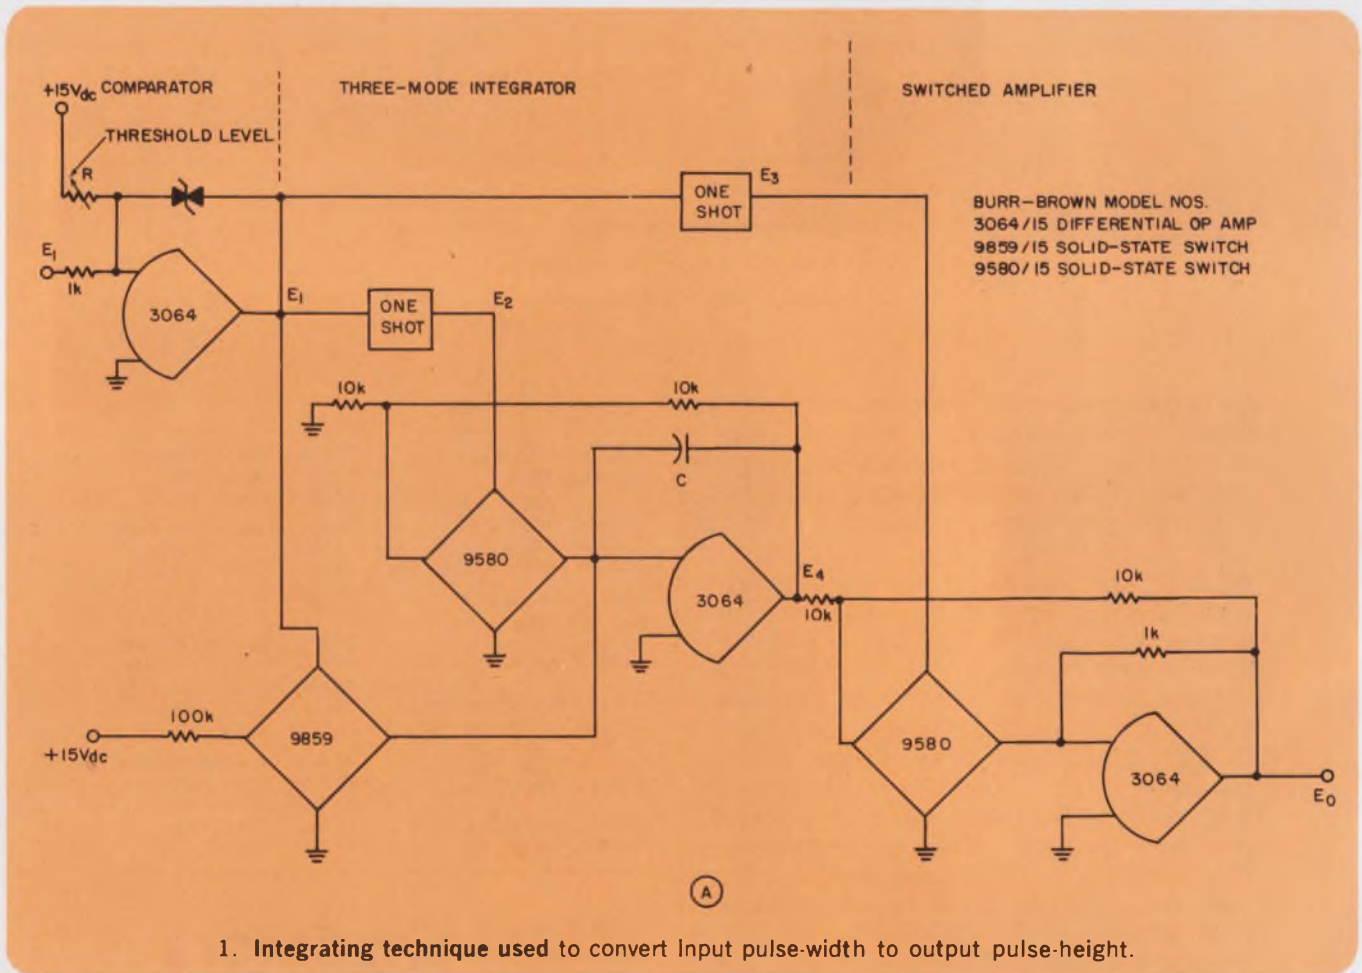 +15Vdc COMPARATOR
THREE-MODE INTEGRATOR
SWITCHED AMPLIFIER
THRESHOLD LEVEL
R
ONE
SHOT
E3
BURR-BROWN MODEL NOS.
3064/15 DIFFERENTIAL OP AMP
9859/15 SOLID-STATE SWITCH
9580/15 SOLID-STATE SWITCH
EI
1k
3064
EI
ONE
SHOT
E2
10k
10k
C
9580
3064
E4
10k
10k
1k
100k
+15Vdc
9859
9580
3064
EO
A
1. Integrating technique used to convert input pulse-width to output pulse-height.